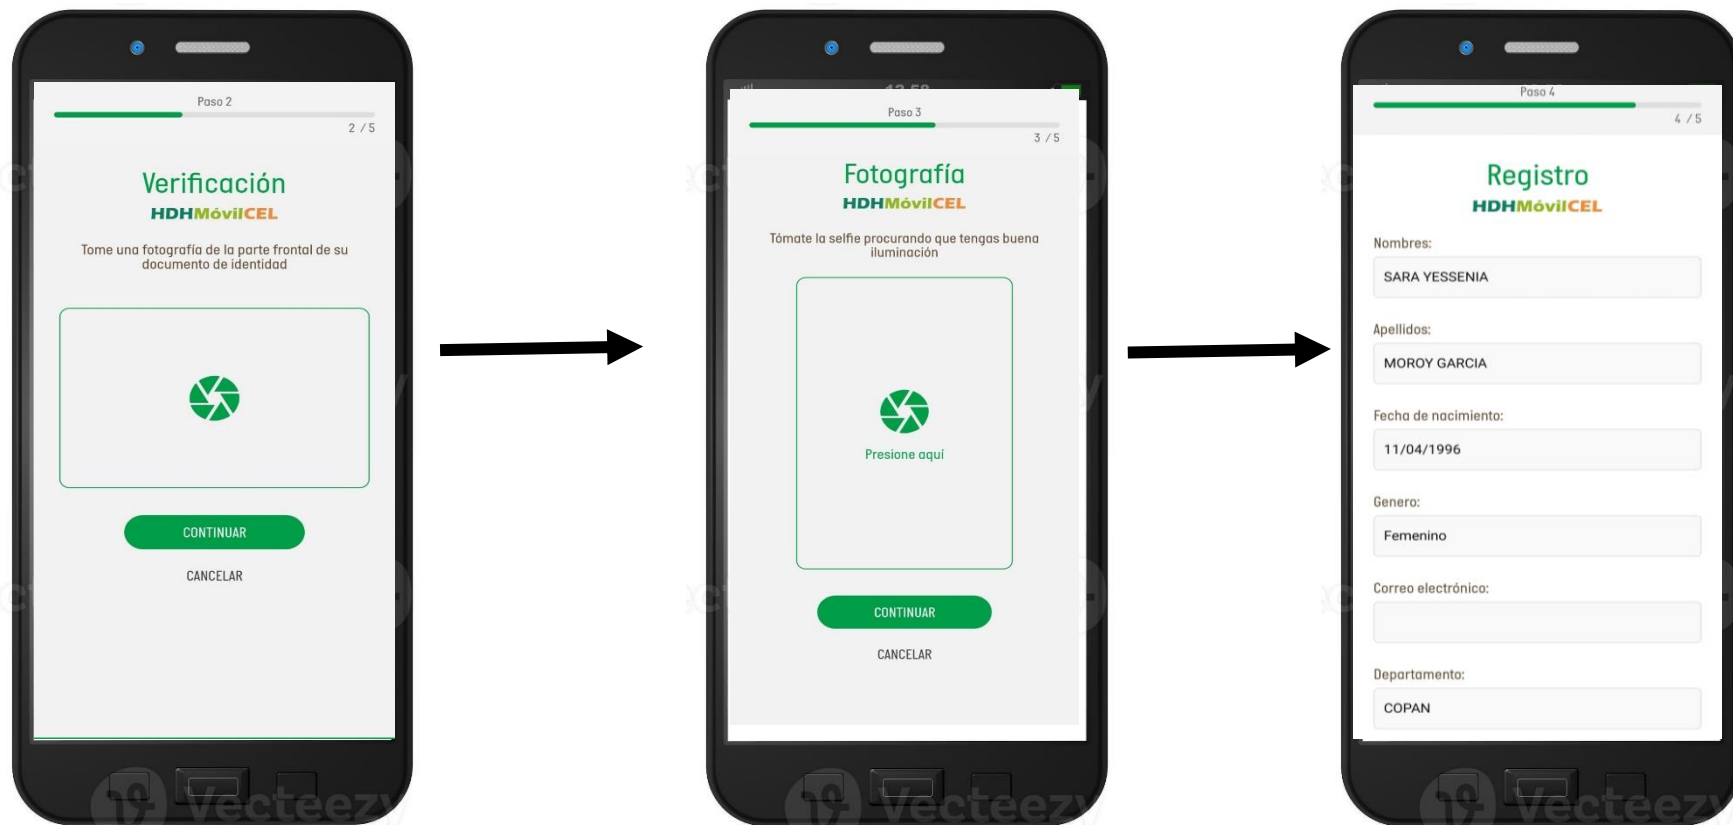 Paso 2
2 / 5
Verificación
HDHMóvilCEL
Tome una fotografía de la parte frontal de su
documento de identidad
CONTINUAR
CANCELAR
12:58
Paso 3
3 / 5
Fotografía
HDHMóvilCEL
Tómate la selfie procurando que tengas buena
iluminación
Presione aquí
CONTINUAR
CANCELAR
Paso 4
4 / 5
Registro
HDHMóvilCEL
Nombres:
SARA YESSENIA
Apellidos:
MOROY GARCIA
Fecha de nacimiento:
11/04/1996
Genero:
Femenino
Correo electrónico:
Departamento:
COPAN
Vecteezy
Vecteezy
Vecteezy